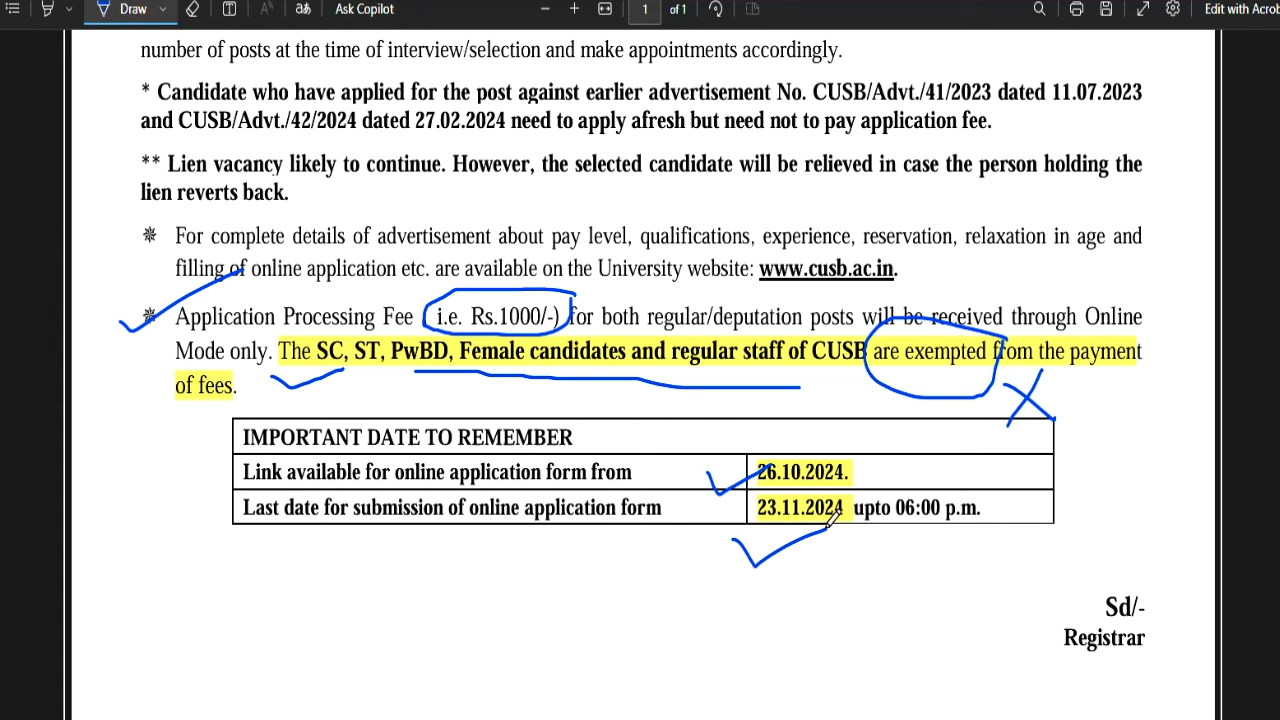 Draw
aあ
Ask Copilot
1
of 1
Edit with Acrob
number of posts at the time of interview/selection and make appointments accordingly.
* Candidate who have applied for the post against earlier advertisement No. CUSB/Advt./41/2023 dated 11.07.2023
and CUSB/Advt./42/2024 dated 27.02.2024 need to apply afresh but need not to pay application fee.
** Lien vacancy likely to continue. However, the selected candidate will be relieved in case the person holding the
lien reverts back.
* For complete details of advertisement about pay level, qualifications, experience, reservation, relaxation in age and
filling of online application etc. are available on the University website: www.cusb.ac.in.
* Application Processing Fee ( i.e. Rs.1000/-) for both regular/deputation posts will be received through Online
Mode only. The SC, ST, PwBD, Female candidates and regular staff of CUSB are exempted from the payment
of fees.
IMPORTANT DATE TO REMEMBER
Link available for online application form from 26.10.2024.
Last date for submission of online application form 23.11.2024 upto 06:00 p.m.
Sd/-
Registrar